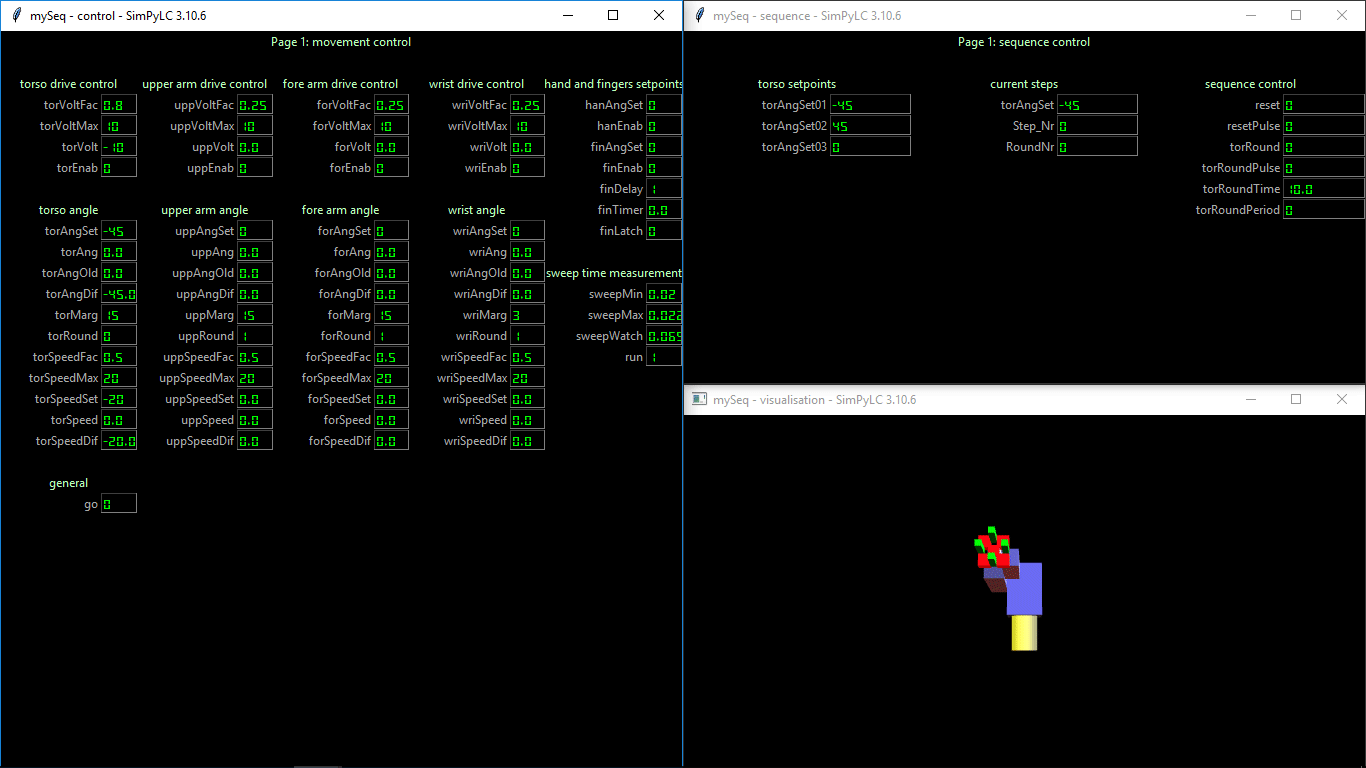 mySeq - control - SimPyLC 3.10.6
Page 1: movement control
torso drive control upper arm drive control fore arm drive control wrist drive control hand and fingers setpoints
torVoltFac 0.8 uppVoltFac 0.25 forVoltFac 0.25 wriVoltFac 0.25 hanAngSet 0
torVoltMax 10 uppVoltMax 10 forVoltMax 10 wriVoltMax 10 hanEnab 0
torVolt -10 uppVolt 0.0 forVolt 0.0 wriVolt 0.0 finAngSet 0
torEnab 0 uppEnab 0 forEnab 0 wriEnab 0 finEnab 0
finDelay 1
torso angle upper arm angle fore arm angle wrist angle finTimer 0.0
torAngSet -45 uppAngSet 0 forAngSet 0 wriAngSet 0 finLatch 0
torAng 0.0 uppAng 0.0 forAng 0.0 wriAng 0.0
torAngOld 0.0 uppAngOld 0.0 forAngOld 0.0 wriAngOld 0.0 sweep time measurement
torAngDif -45.0 uppAngDif 0.0 forAngDif 0.0 wriAngDif 0.0 sweepMin 0.02
torMarg 15 uppMarg 15 forMarg 15 wriMarg 3 sweepMax 0.022
torRound 0 uppRound 1 forRound 1 wriRound 1 sweepWatch 0.069
torSpeedFac 0.5 uppSpeedFac 0.5 forSpeedFac 0.5 wriSpeedFac 0.5 run 1
torSpeedMax 20 uppSpeedMax 20 forSpeedMax 20 wriSpeedMax 20
torSpeedSet -20 uppSpeedSet 0.0 forSpeedSet 0.0 wriSpeedSet 0.0
torSpeed 0.0 uppSpeed 0.0 forSpeed 0.0 wriSpeed 0.0
torSpeedDif -20.0 uppSpeedDif 0.0 forSpeedDif 0.0 wriSpeedDif 0.0
general
go 0
mySeq - sequence - SimPyLC 3.10.6
Page 1: sequence control
torso setpoints current steps sequence control
torAngSet01 -45 torAngSet -45 reset 0
torAngSet02 45 Step_Nr 0 resetPulse 0
torAngSet03 0 RoundNr 0 torRound 0
torRoundPulse 0
torRoundTime 10.0
torRoundPeriod 0
mySeq - visualisation - SimPyLC 3.10.6